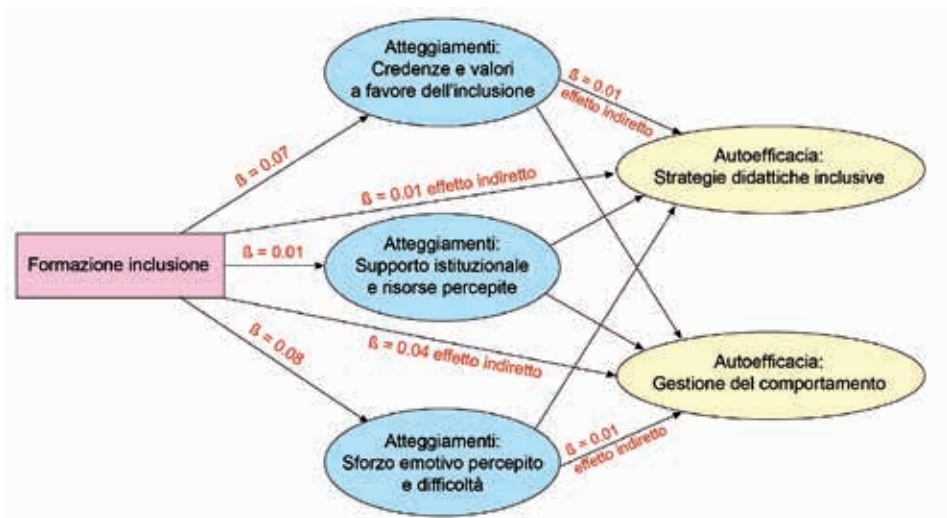 Atteggiamenti:
Credenze e valori
a favore dell'inclusione
ß = 0.01
effetto indiretto
ß = 0.07
Autoefficacia:
Strategie didattiche inclusive
ß = 0.01 effetto indiretto
Formazione inclusione
ß = 0.01
Atteggiamenti:
Supporto istituzionale
e risorse percepite
ß = 0.04 effetto indiretto
ß = 0.08
Autoefficacia:
Gestione del comportamento
Atteggiamenti:
Sforzo emotivo percepito
e difficoltà
ß = 0.01
effetto indiretto